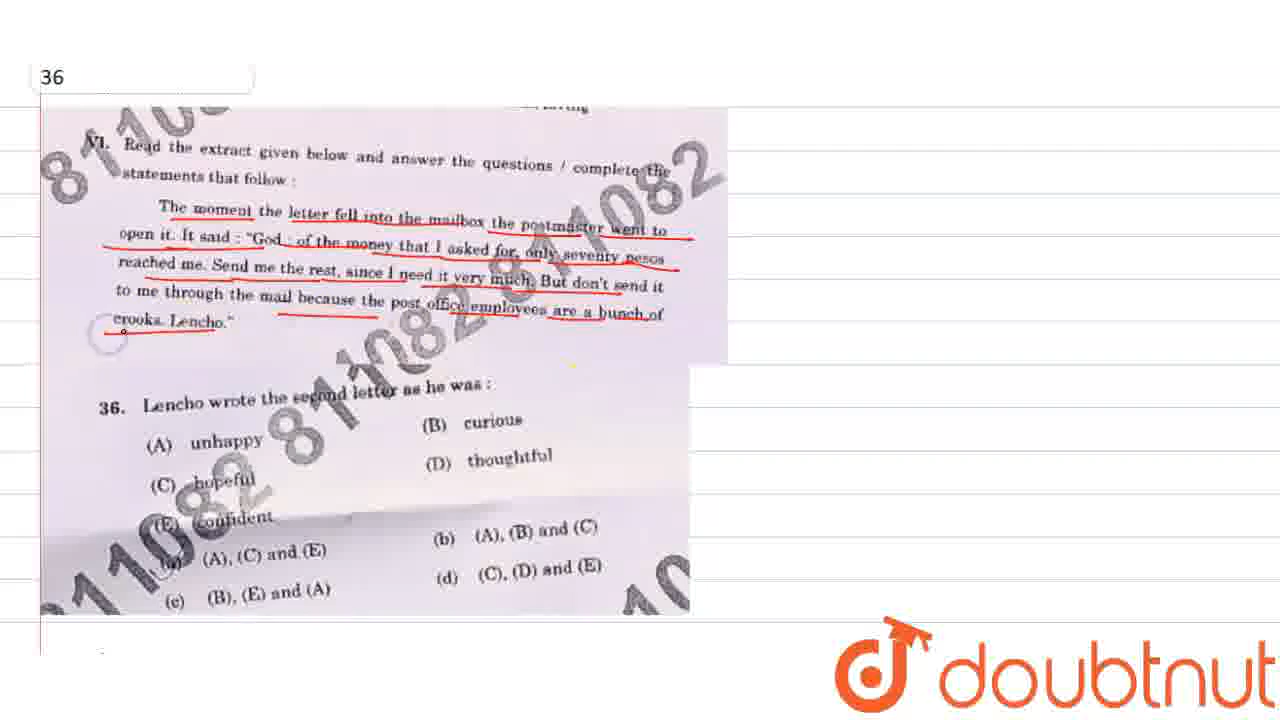 36
VI. Read the extract given below and answer the questions / complete the
statements that follow :
The moment the letter fell into the mailbox the postmaster went to
open it. It said : "God : of the money that I asked for, only seventy pesos
reached me. Send me the rest, since I need it very much. But don't send it
to me through the mail because the post office employees are a bunch of
crooks. Lencho."
36. Lencho wrote the second letter as he was :
(A) unhappy
(B) curious
(C) hopeful
(D) thoughtful
(E) confident
(a) (A), (C) and (E)
(b) (A), (B) and (C)
(c) (B), (E) and (A)
(d) (C), (D) and (E)
811082
811082
811082
811082
doubtnut